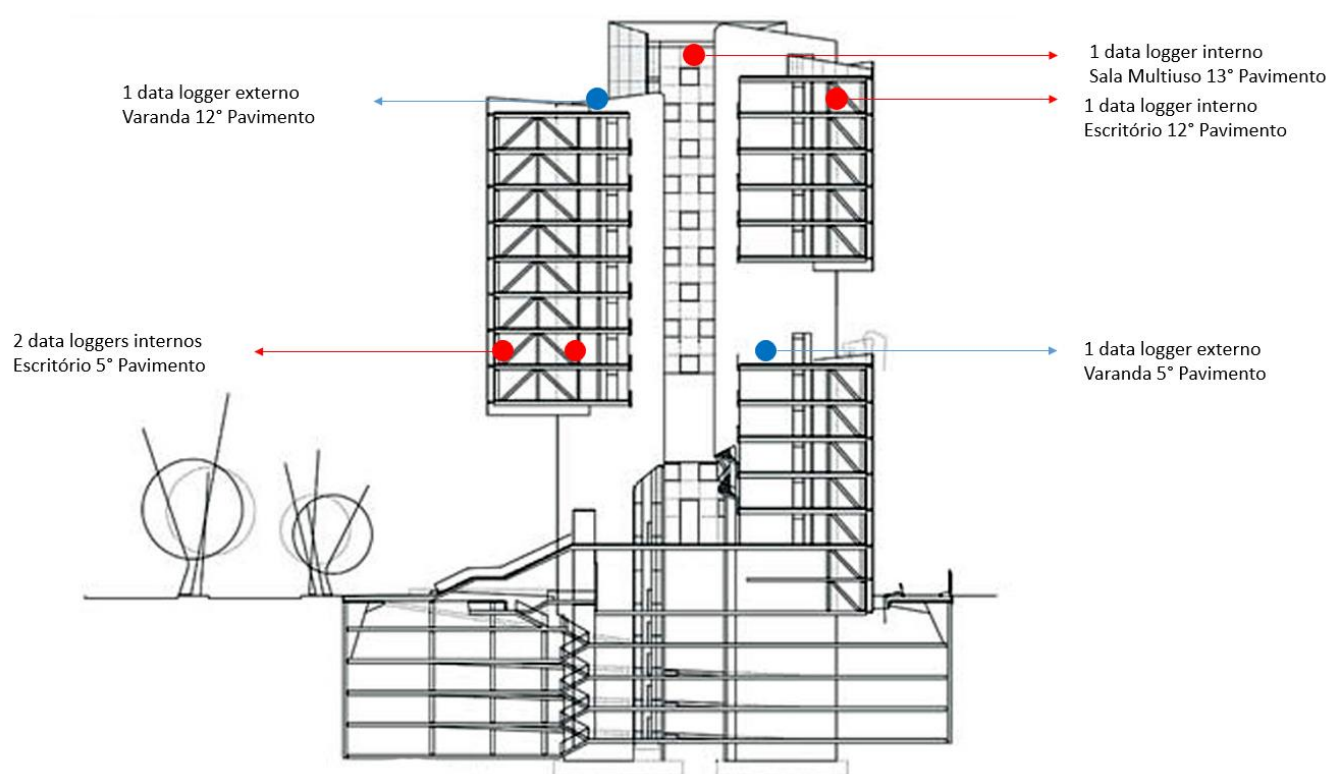 1 data logger externo
Varanda 12° Pavimento
1 data logger interno
Sala Multiuso 13° Pavimento
1 data logger interno
Escritório 12° Pavimento
2 data loggers internos
Escritório 5° Pavimento
1 data logger externo
Varanda 5° Pavimento